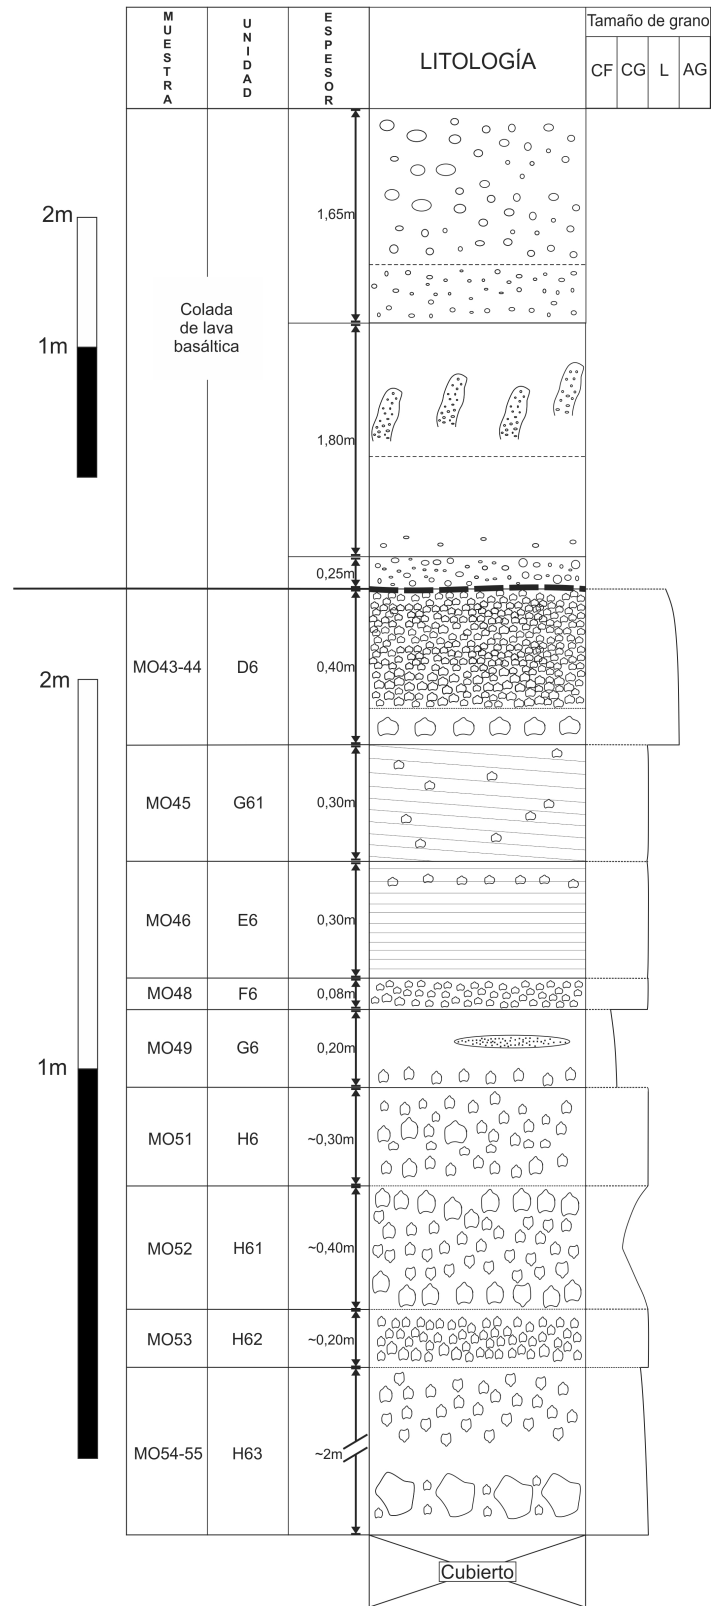 MUESTRA
UNIDAD
ESPESOR
LITOLOGÍA
Tamaño de grano
CF CG L AG
1,65m
2m
Colada
de lava
basáltica
1m
1,80m
0,25m
MO43-44 D6 0,40m
2m
MO45 G61 0,30m
MO46 E6 0,30m
MO48 F6 0,08m
MO49 G6 0,20m
1m
MO51 H6 ~0,30m
MO52 H61 ~0,40m
MO53 H62 ~0,20m
MO54-55 H63 ~2m
Cubierto